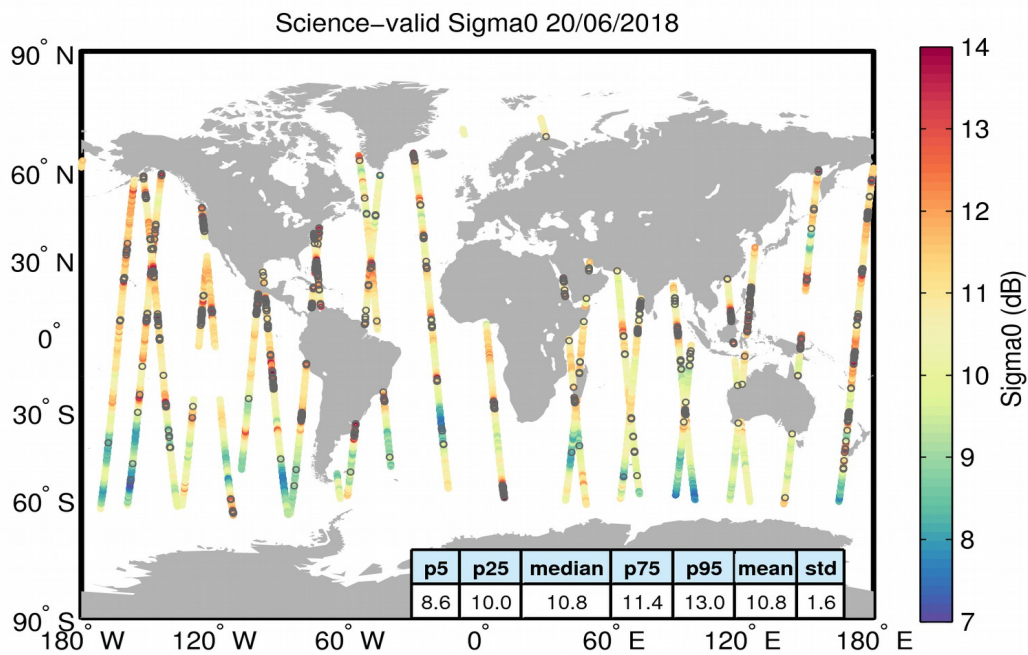 Science−valid Sigma0 20/06/2018
90° N
60° N
30° N
0°
30° S
60° S
90° S
180° W
120° W
60° W
0°
60° E
120° E
180° E
14
13
12
11
10
9
8
7
Sigma0 (dB)
p5 p25 median p75 p95 mean std
8.6 10.0 10.8 11.4 13.0 10.8 1.6